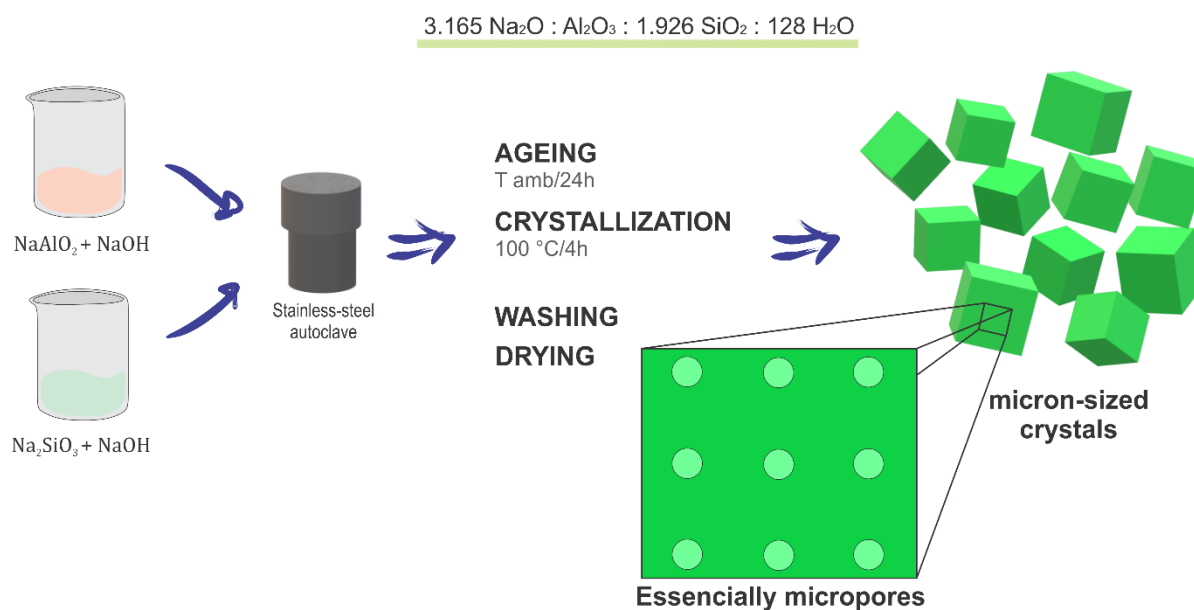 3.165 Na₂O : Al₂O₃ : 1.926 SiO₂ : 128 H₂O
NaAlO₂ + NaOH
Na₂SiO₃ + NaOH
Stainless-steel
autoclave
AGEING
T amb/24h
CRYSTALLIZATION
100 °C/4h
WASHING
DRYING
micron-sized
crystals
Essencially micropores